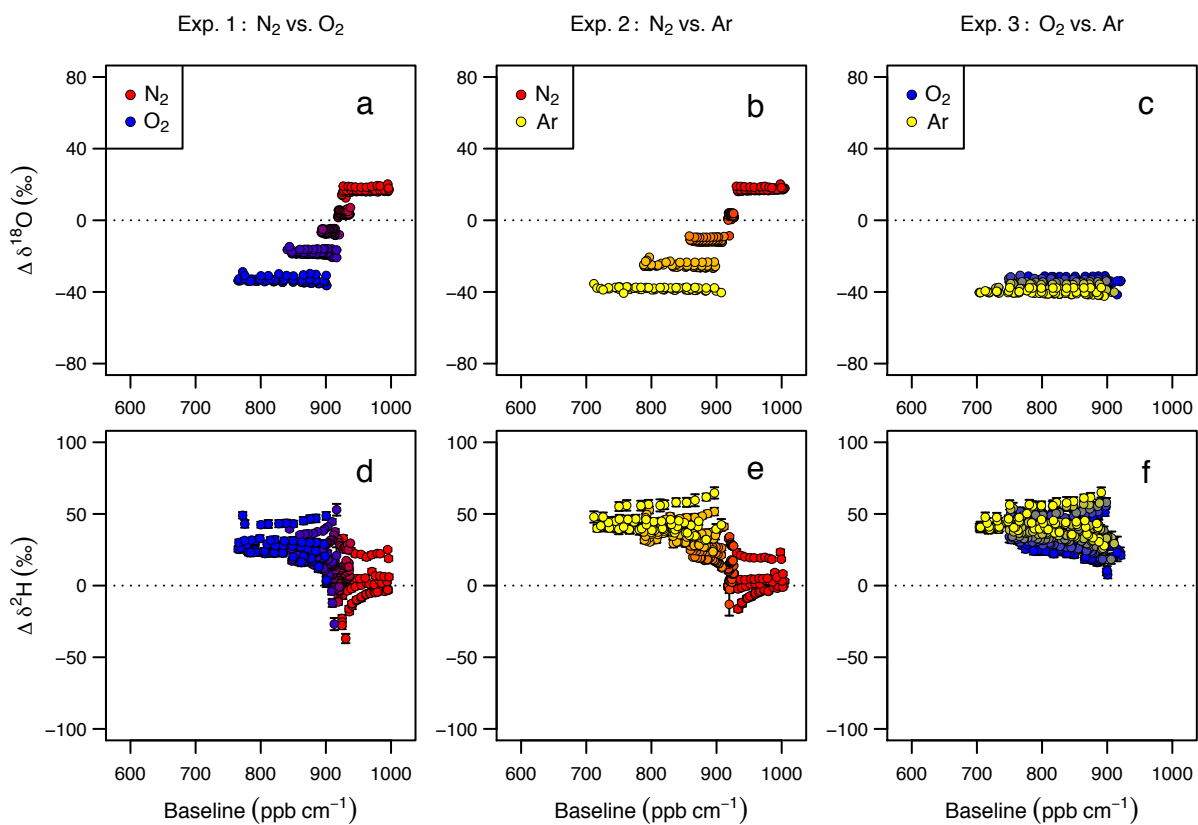 Exp. 1 : N₂ vs. O₂
Exp. 2 : N₂ vs. Ar
Exp. 3 : O₂ vs. Ar
Δ δ¹⁸O (‰)
80
40
0
−40
−80
N₂
O₂
a
600 700 800 900 1000
80
40
0
−40
−80
N₂
Ar
b
600 700 800 900 1000
80
40
0
−40
−80
O₂
Ar
c
600 700 800 900 1000
Δ δ²H (‰)
100
50
0
−50
−100
d
600 700 800 900 1000
Baseline (ppb cm⁻¹)
100
50
0
−50
−100
e
600 700 800 900 1000
Baseline (ppb cm⁻¹)
100
50
0
−50
−100
f
600 700 800 900 1000
Baseline (ppb cm⁻¹)